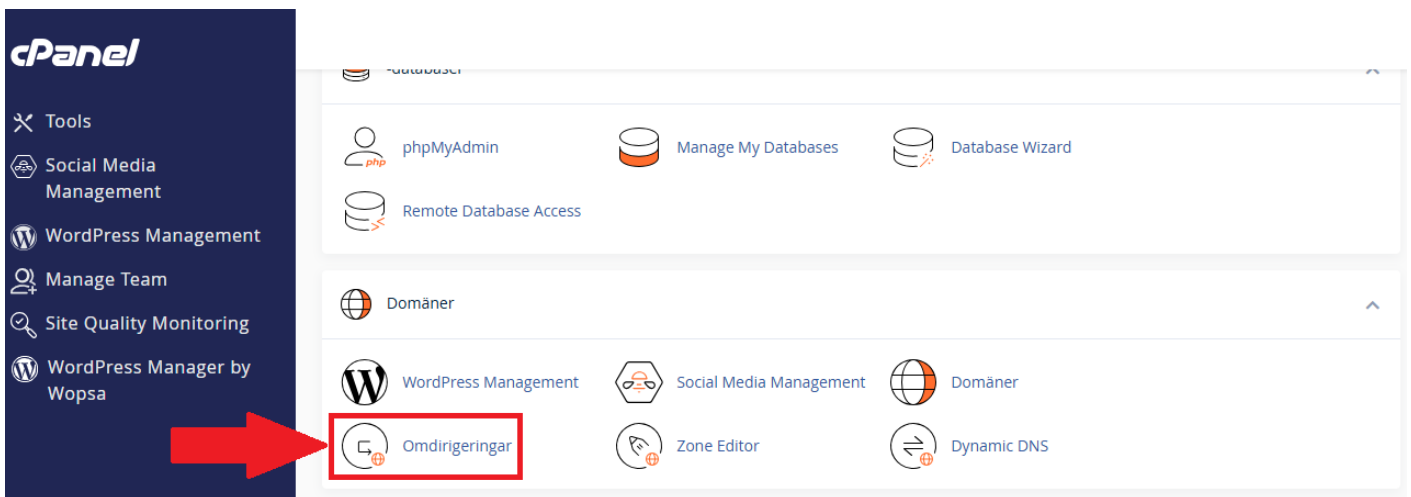 cPanel
Tools
Social Media
Management
WordPress Management
Manage Team
Site Quality Monitoring
WordPress Manager by
Wopsa
-databaser
phpMyAdmin
Manage My Databases
Database Wizard
Remote Database Access
Domäner
WordPress Management
Social Media Management
Domäner
Omdirigeringar
Zone Editor
Dynamic DNS